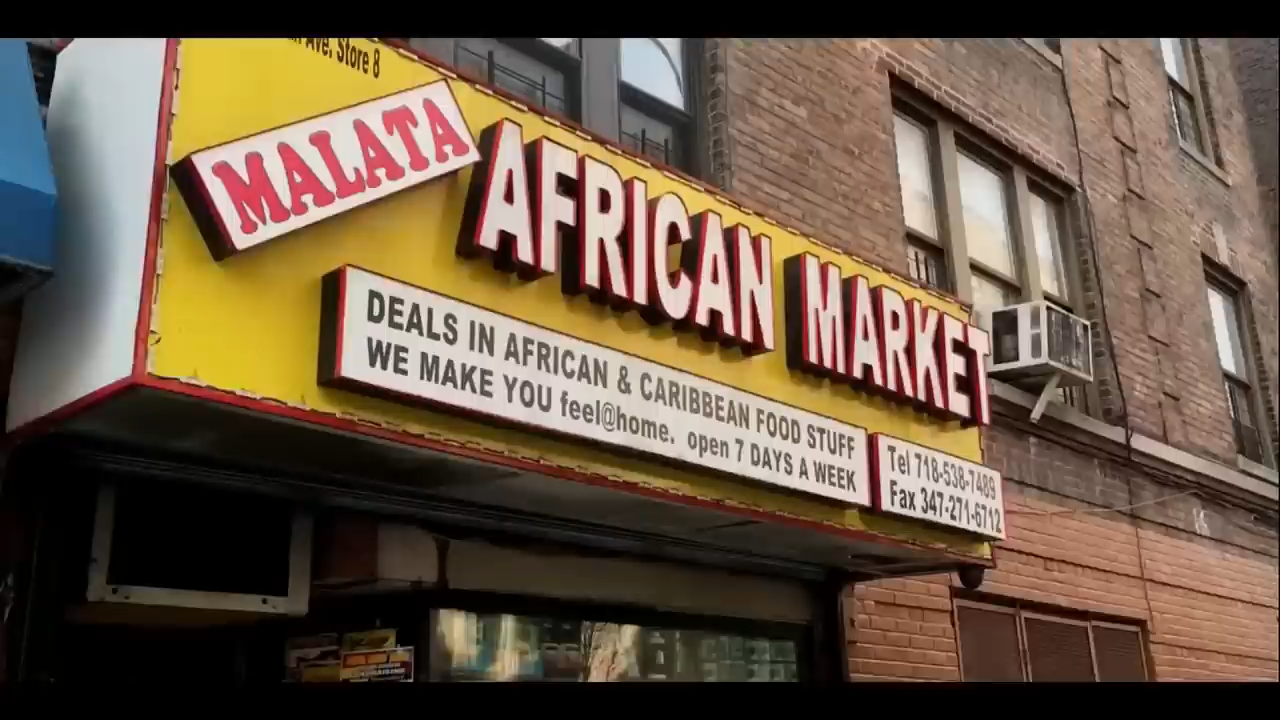 Ave. Store 8
MALATA
AFRICAN MARKET
DEALS IN AFRICAN & CARIBBEAN FOOD STUFF
WE MAKE YOU feel@home. open 7 DAYS A WEEK
Tel 718-538-7489
Fax 347-271-6712